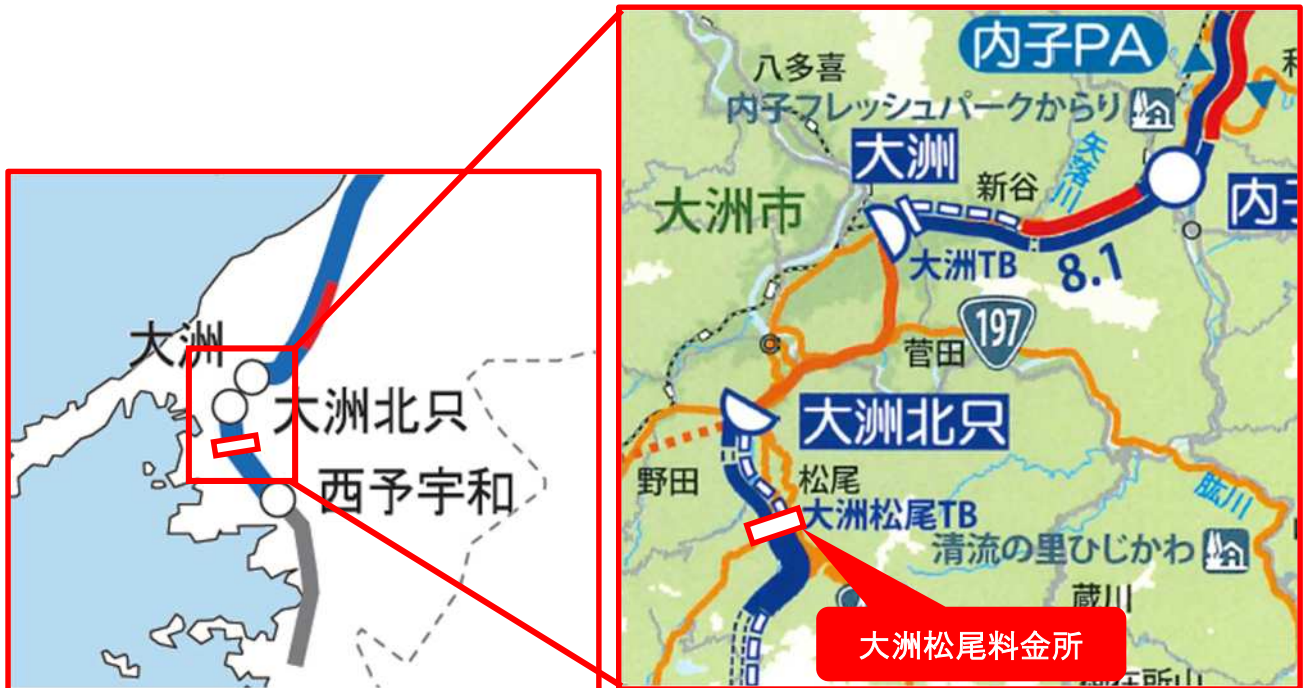 大洲
大洲北只
西予宇和
内子PA
八多喜
内子フレッシュパークからり
大洲
新谷
矢落川
大洲市
大洲TB
8.1
197
菅田
大洲北只
野田
松尾
大洲松尾TB
肱川
清流の里ひじかわ
蔵川
大洲松尾料金所